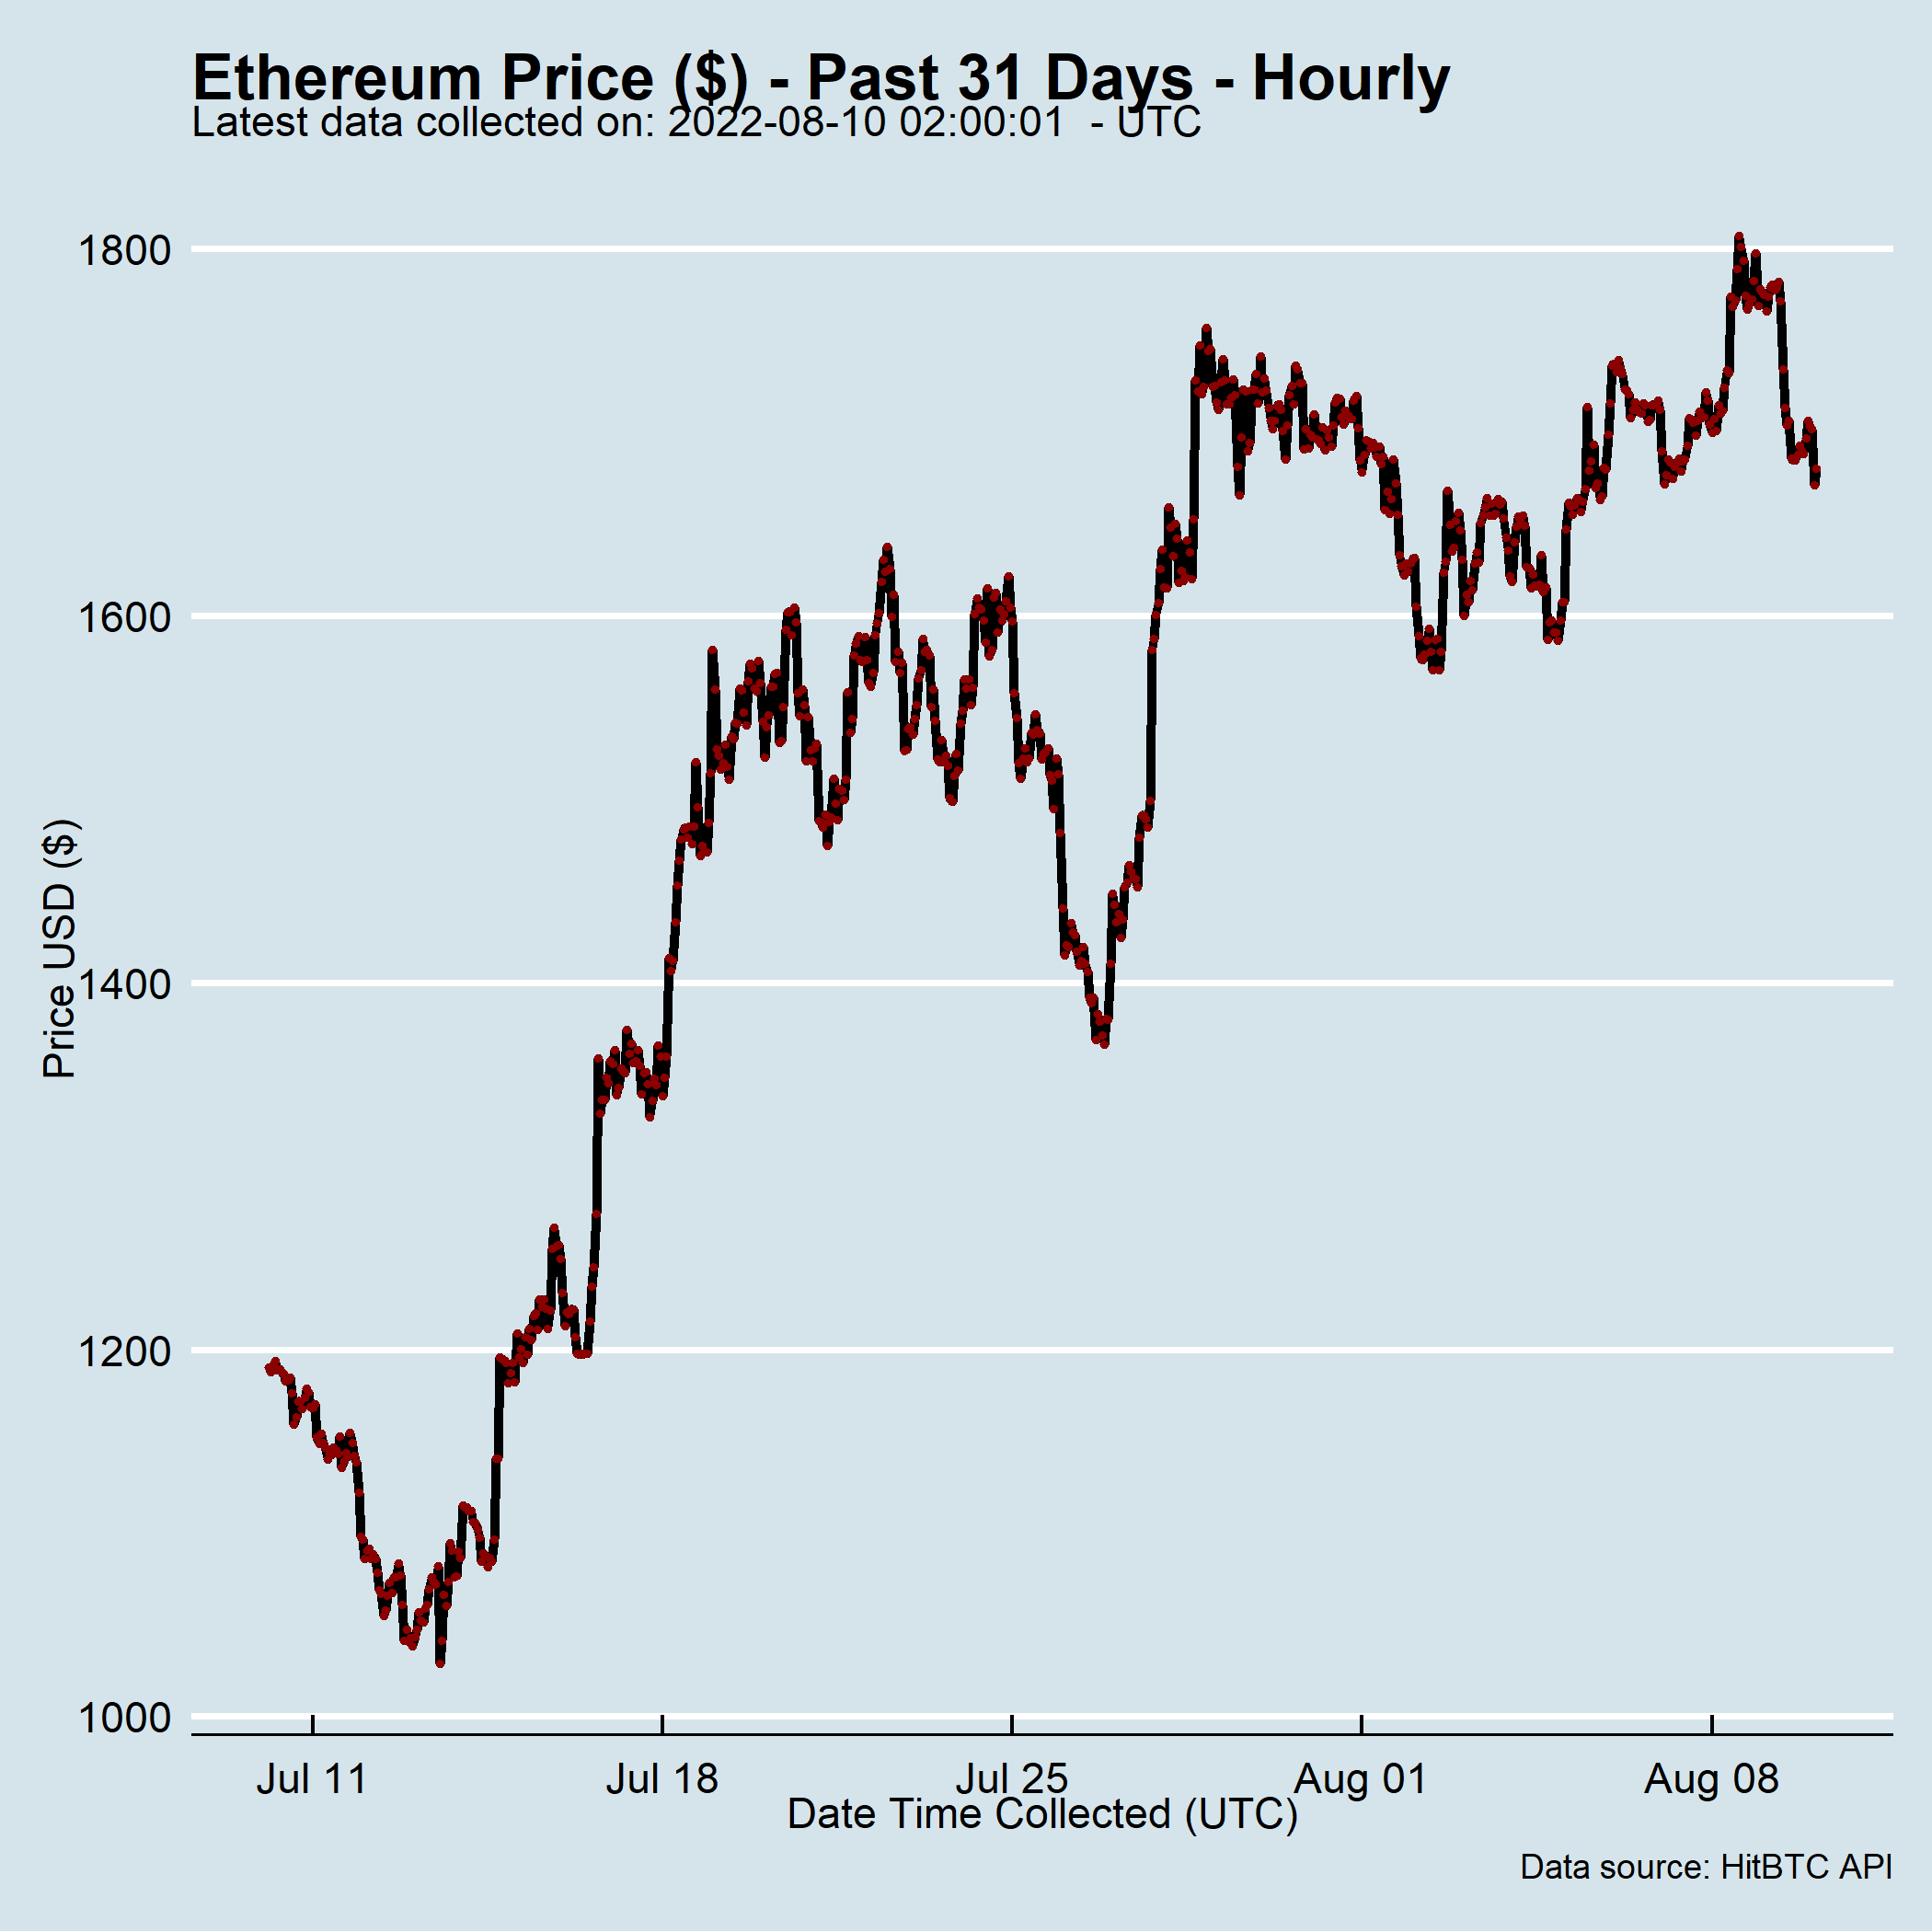 Ethereum Price ($) - Past 31 Days - Hourly
Latest data collected on: 2022-08-10 02:00:01  - UTC
1800
1600
1400
1200
1000
Price USD ($)
Jul 11 Jul 18 Jul 25 Aug 01 Aug 08
Date Time Collected (UTC)
Data source: HitBTC API